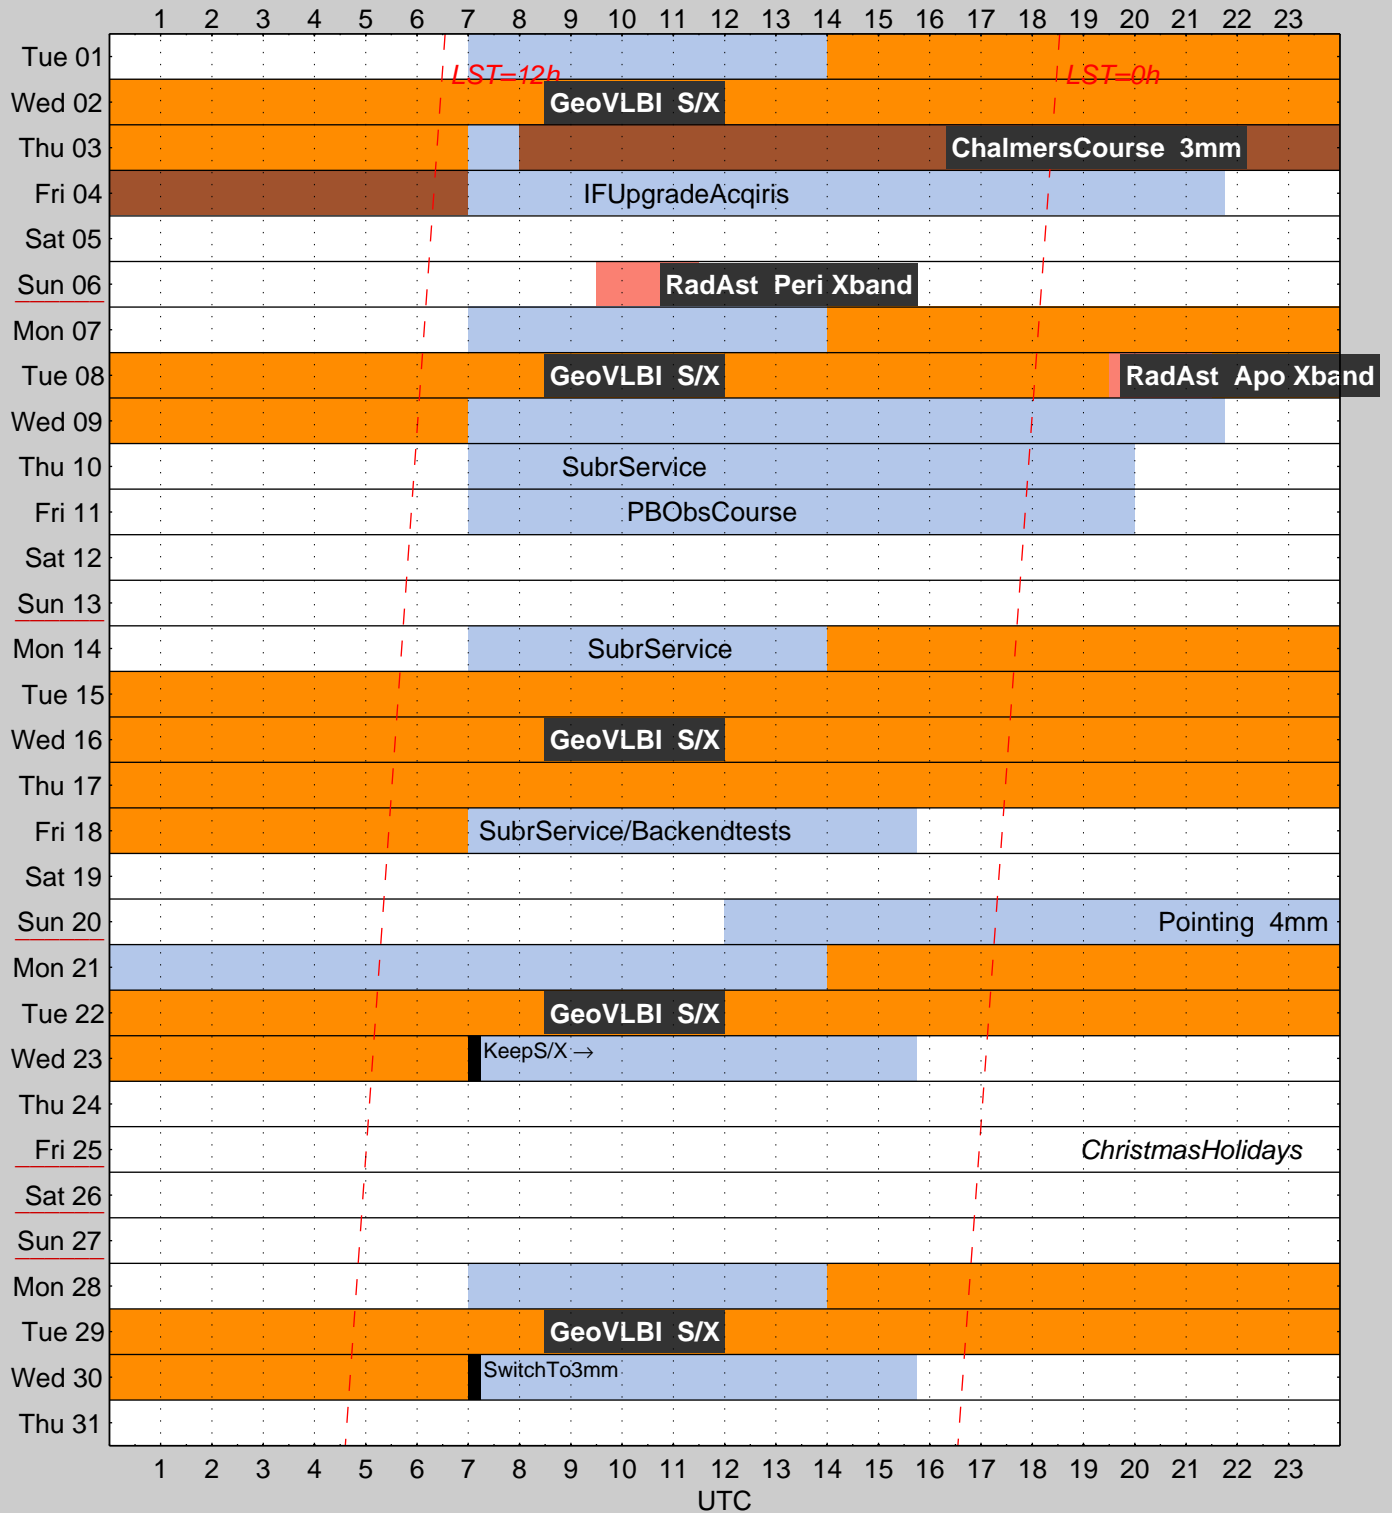 1 2 3 4 5 6 7 8 9 10 11 12 13 14 15 16 17 18 19 20 21 22 23
Tue 01
LST=12h LST=0h
Wed 02 GeoVLBI S/X
Thu 03 ChalmersCourse 3mm
Fri 04 IFUpgradeAcqiris
Sat 05
Sun 06 RadAst Peri Xband
Mon 07
Tue 08 GeoVLBI S/X RadAst Apo Xband
Wed 09
Thu 10 SubrService
Fri 11 PBObsCourse
Sat 12
Sun 13
Mon 14 SubrService
Tue 15
Wed 16 GeoVLBI S/X
Thu 17
Fri 18 SubrService/Backendtests
Sat 19
Sun 20 Pointing 4mm
Mon 21
Tue 22 GeoVLBI S/X
Wed 23 KeepS/X →
Thu 24
Fri 25 ChristmasHolidays
Sat 26
Sun 27
Mon 28
Tue 29 GeoVLBI S/X
Wed 30 SwitchTo3mm
Thu 31
1 2 3 4 5 6 7 8 9 10 11 12 13 14 15 16 17 18 19 20 21 22 23
UTC